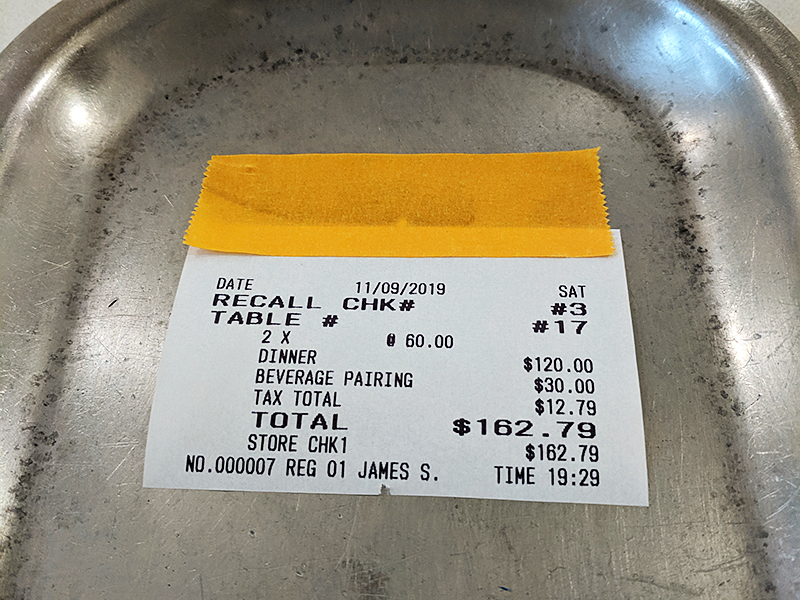 DATE 11/09/2019 SAT
RECALL CHK# #3
TABLE # #17
2 X @ 60.00
DINNER $120.00
BEVERAGE PAIRING $30.00
TAX TOTAL $12.79
TOTAL $162.79
STORE CHK1 $162.79
NO.000007 REG 01 JAMES S. TIME 19:29